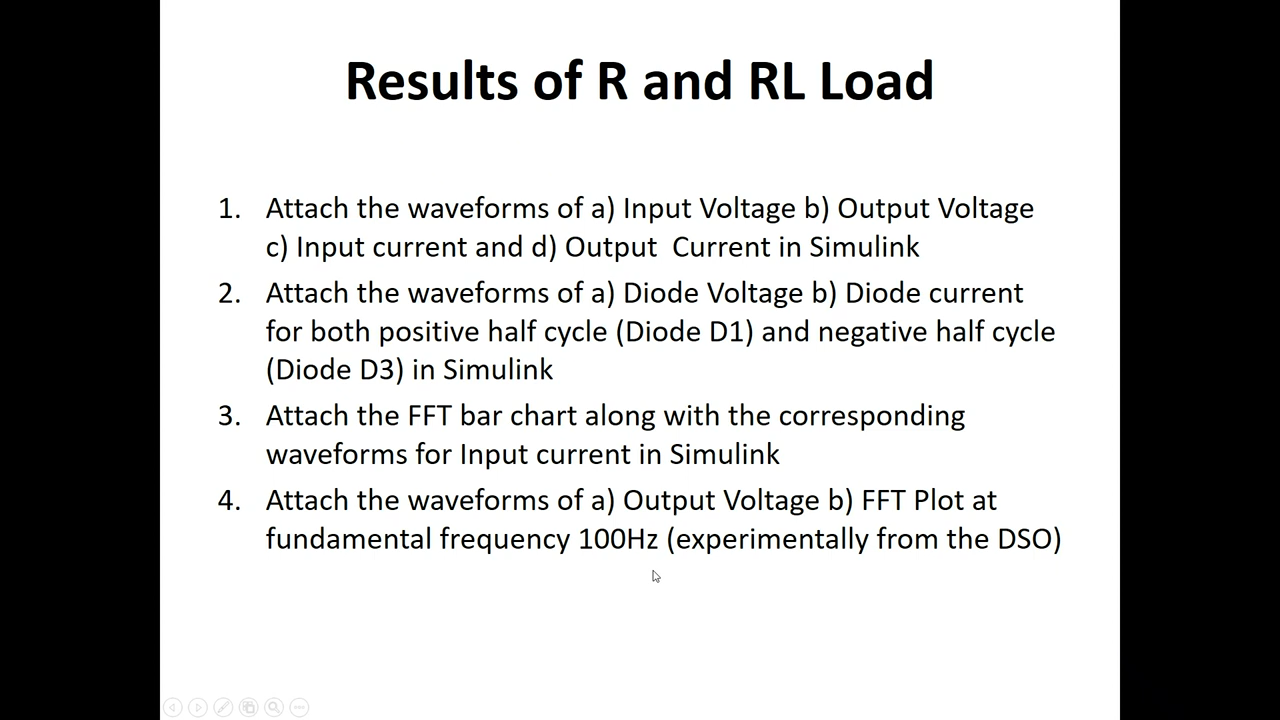 Results of R and RL Load
1. Attach the waveforms of a) Input Voltage b) Output Voltage
c) Input current and d) Output  Current in Simulink
2. Attach the waveforms of a) Diode Voltage b) Diode current
for both positive half cycle (Diode D1) and negative half cycle
(Diode D3) in Simulink
3. Attach the FFT bar chart along with the corresponding
waveforms for Input current in Simulink
4. Attach the waveforms of a) Output Voltage b) FFT Plot at
fundamental frequency 100Hz (experimentally from the DSO)